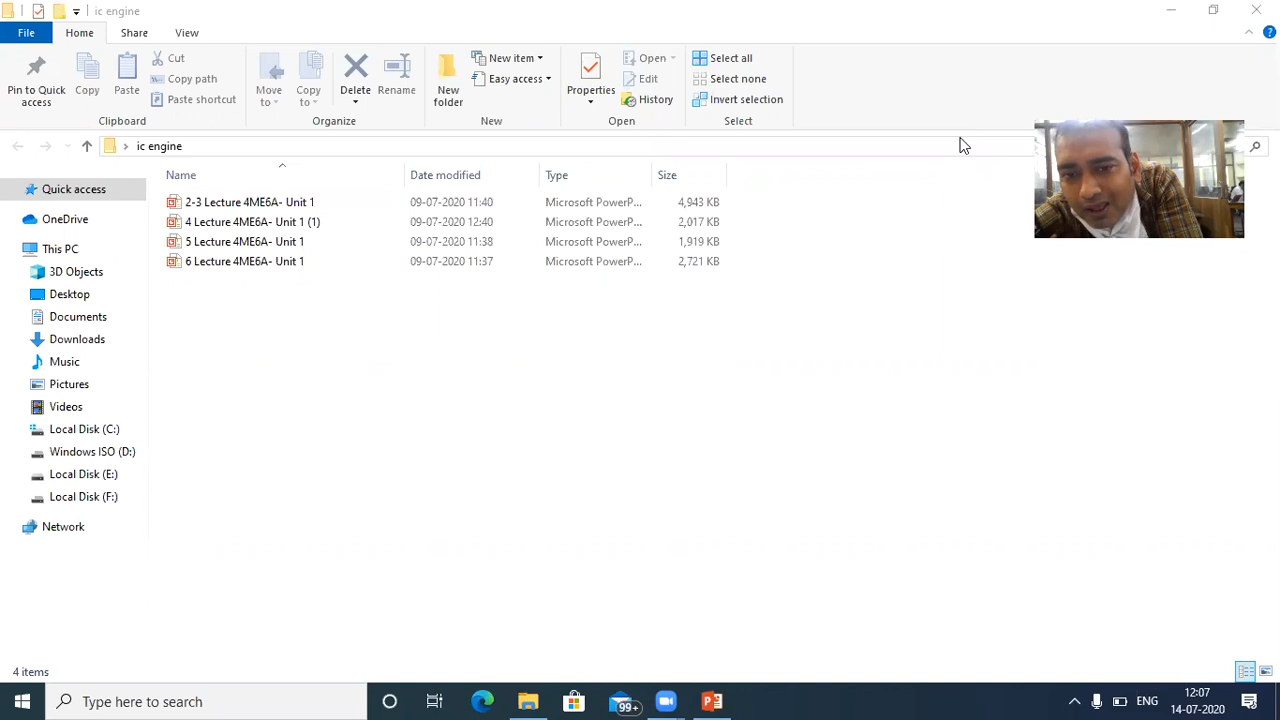 ic engine
File Home Share View
Pin to Quick access
Copy
Paste
Cut
Copy path
Paste shortcut
Clipboard
Move to
Copy to
Delete
Rename
Organize
New folder
New item
Easy access
New
Properties
Open
Edit
History
Open
Select all
Select none
Invert selection
Select
ic engine
Name Date modified Type Size
2-3 Lecture 4ME6A- Unit 1 09-07-2020 11:40 Microsoft PowerP... 4,943 KB
4 Lecture 4ME6A- Unit 1 (1) 09-07-2020 12:40 Microsoft PowerP... 2,017 KB
5 Lecture 4ME6A- Unit 1 09-07-2020 11:38 Microsoft PowerP... 1,919 KB
6 Lecture 4ME6A- Unit 1 09-07-2020 11:37 Microsoft PowerP... 2,721 KB
Quick access
OneDrive
This PC
3D Objects
Desktop
Documents
Downloads
Music
Pictures
Videos
Local Disk (C:)
Windows ISO (D:)
Local Disk (E:)
Local Disk (F:)
Network
4 items
Type here to search
99+
ENG
12:07
14-07-2020